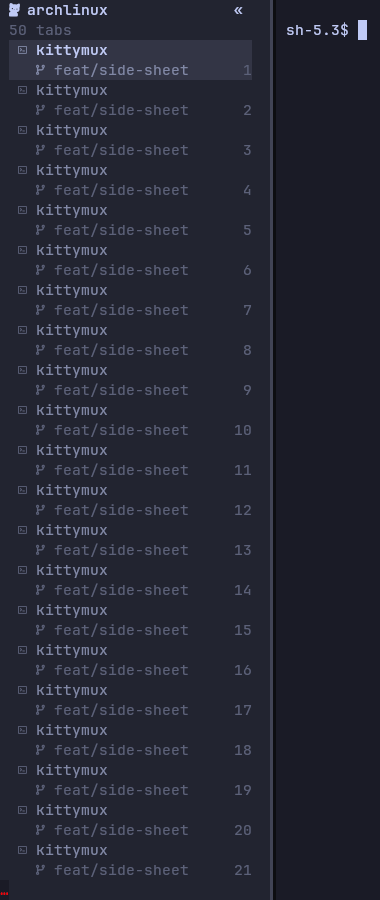 archlinux «
50 tabs
sh-5.3$
kittymux
feat/side-sheet 1
kittymux
feat/side-sheet 2
kittymux
feat/side-sheet 3
kittymux
feat/side-sheet 4
kittymux
feat/side-sheet 5
kittymux
feat/side-sheet 6
kittymux
feat/side-sheet 7
kittymux
feat/side-sheet 8
kittymux
feat/side-sheet 9
kittymux
feat/side-sheet 10
kittymux
feat/side-sheet 11
kittymux
feat/side-sheet 12
kittymux
feat/side-sheet 13
kittymux
feat/side-sheet 14
kittymux
feat/side-sheet 15
kittymux
feat/side-sheet 16
kittymux
feat/side-sheet 17
kittymux
feat/side-sheet 18
kittymux
feat/side-sheet 19
kittymux
feat/side-sheet 20
kittymux
feat/side-sheet 21